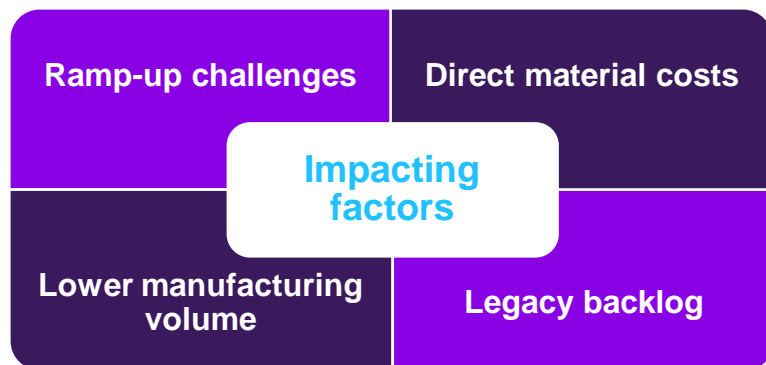 Ramp-up challenges
Direct material costs
Impacting
factors
Lower manufacturing
volume
Legacy backlog